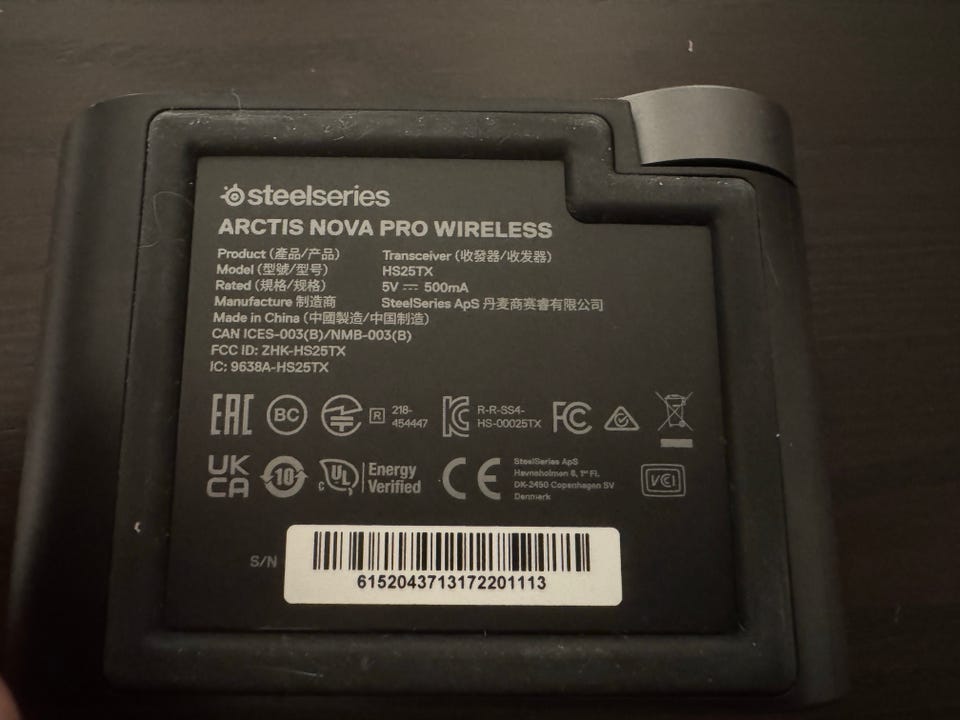 steelseries
ARCTIS NOVA PRO WIRELESS
Product (產品/产品) Transceiver (收發器/收发器)
Model (型號/型号) HS25TX
Rated (規格/规格) 5V ⎓ 500mA
Manufacture 制造商 SteelSeries ApS 丹麦商赛睿有限公司
Made in China (中國製造/中国制造)
CAN ICES-003(B)/NMB-003(B)
FCC ID: ZHK-HS25TX
IC: 9638A-HS25TX
EAC BC R 218-454447 R-R-SS4-HS-00025TX FC
UK CA 10 c UL Energy Verified CE
SteelSeries ApS
Havneholmen 8, 1st Fl.
DK-2450 Copenhagen SV
Denmark
VCCI
S/N
6152043713172201113